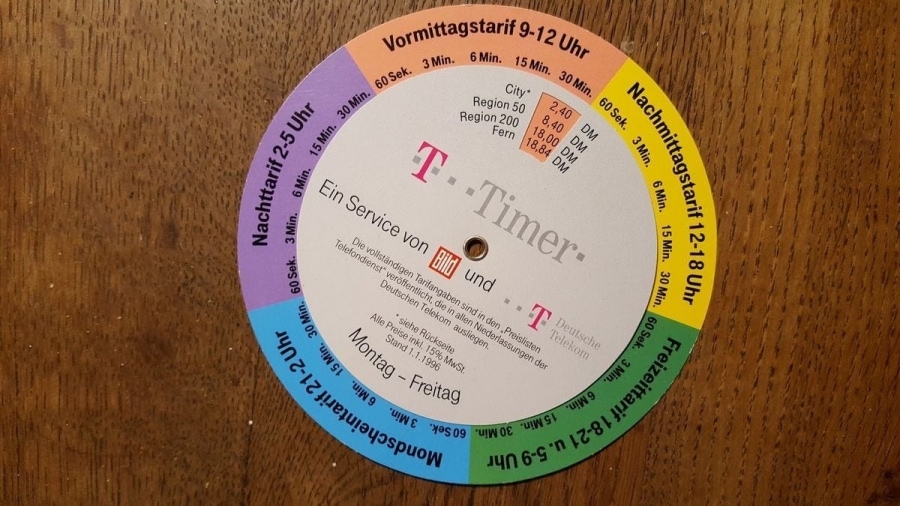 Vormittagstarif 9-12 Uhr
60 Sek. 3 Min. 6 Min. 15 Min. 30 Min.
Nachmittagstarif 12-18 Uhr
60 Sek. 3 Min. 6 Min. 15 Min. 30 Min.
Freizeittarif 18-21 u. 5-9 Uhr
60 Sek. 3 Min. 6 Min. 15 Min. 30 Min.
Mondscheintarif 21-2 Uhr
60 Sek. 3 Min. 6 Min. 15 Min. 30 Min.
Nachttarif 2-5 Uhr
60 Sek. 3 Min. 6 Min. 15 Min. 30 Min.
City* 2,40 DM
Region 50 8,40 DM
Region 200 18,00 DM
Fern 18,84 DM
T...Timer
Ein Service von Bild und T Deutsche
Telekom
Die vollständigen Tarifangaben sind in den „Preislisten
Telefondienst" veröffentlicht, die in allen Niederlassungen der
Deutschen Telekom ausliegen.
*siehe Rückseite
Alle Preise inkl. 15% MwSt.
Stand 1.1.1996
Montag – Freitag